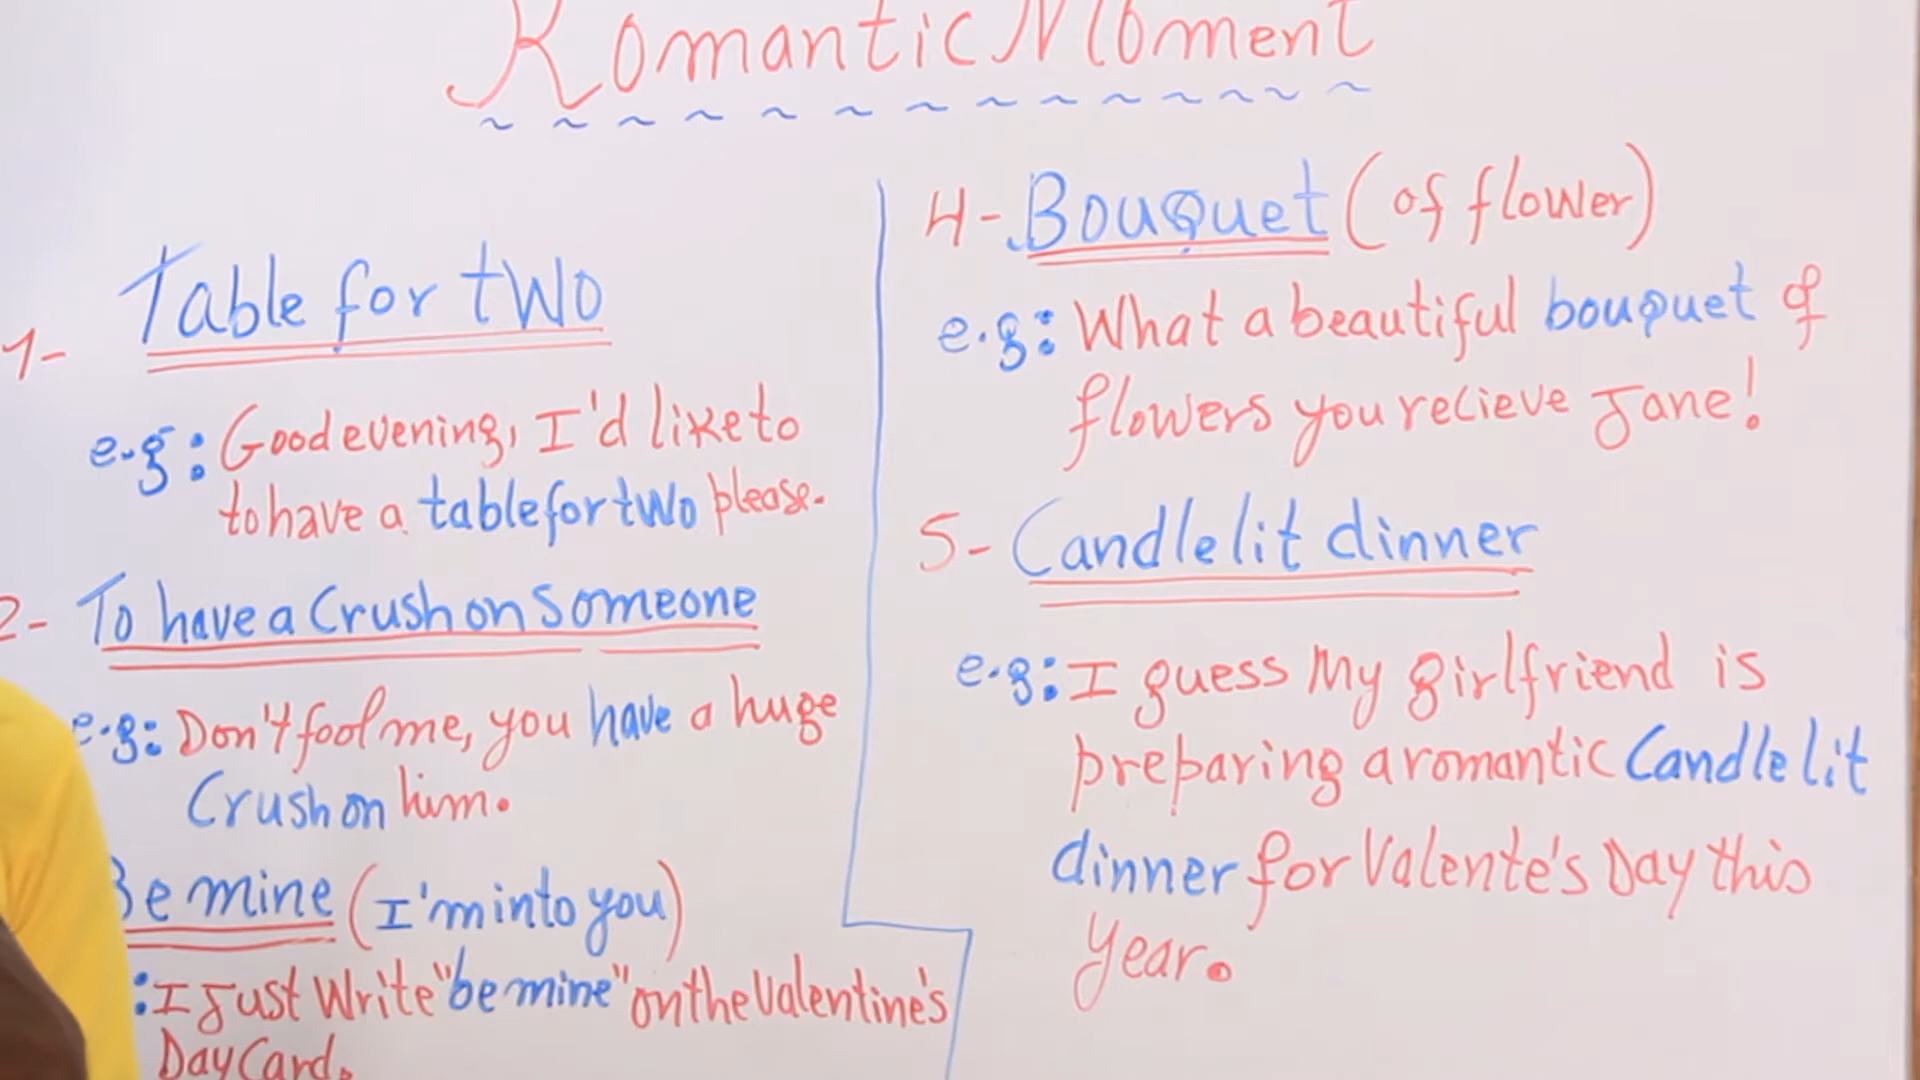 Romantic Moment
1- Table for two
e.g: Good evening, I'd like to
to have a table for two please.
2- To have a Crush on Someone
e.g: Don't fool me, you have a huge
Crush on him.
Be mine (I'm into you)
: I Just Write "be mine" on the Valentine's
Day Card.
4- Bouquet (of flower)
e.g: What a beautiful bouquet of
flowers you recieve Jane!
5- Candle lit dinner
e.g: I guess My girlfriend is
preparing a romantic Candle lit
dinner for Valente's Day this
Year.